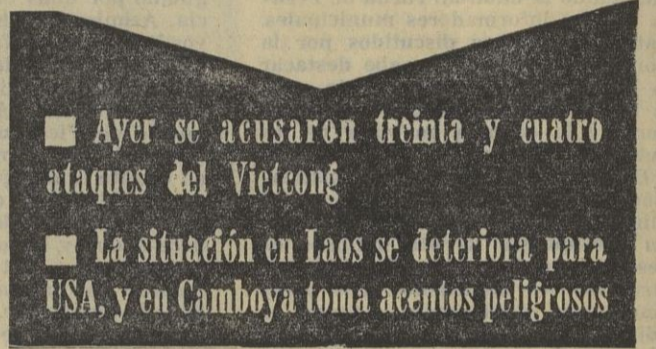 ■ Ayer se acusaron treinta y cuatro
ataques del Vietcong
■ La situación en Laos se deteriora para
USA, y en Camboya toma acentos peligrosos